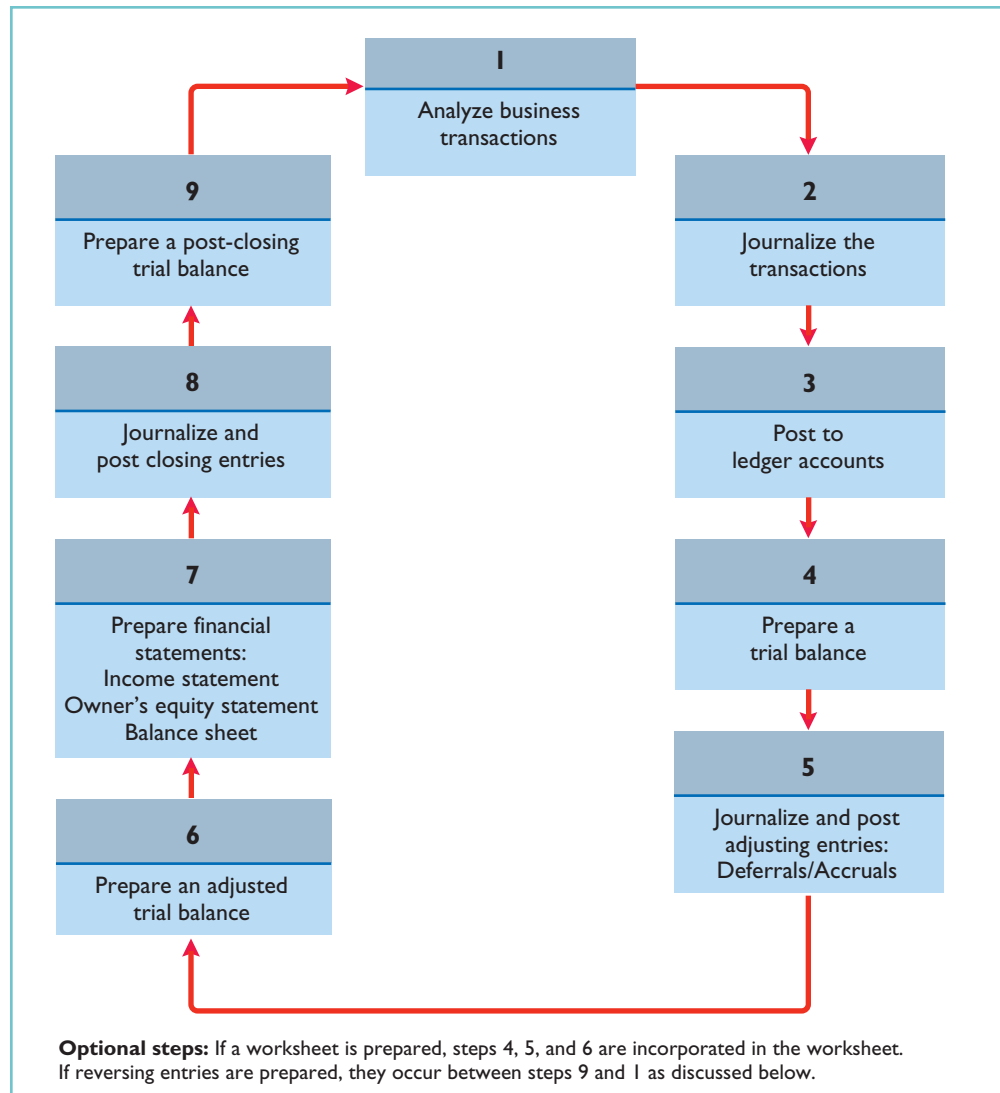 1
Analyze business
transactions
2
Journalize the
transactions
3
Post to
ledger accounts
4
Prepare a
trial balance
5
Journalize and post
adjusting entries:
Deferrals/Accruals
6
Prepare an adjusted
trial balance
7
Prepare financial
statements:
Income statement
Owner's equity statement
Balance sheet
8
Journalize and
post closing entries
9
Prepare a post-closing
trial balance
Optional steps: If a worksheet is prepared, steps 4, 5, and 6 are incorporated in the worksheet.
If reversing entries are prepared, they occur between steps 9 and 1 as discussed below.